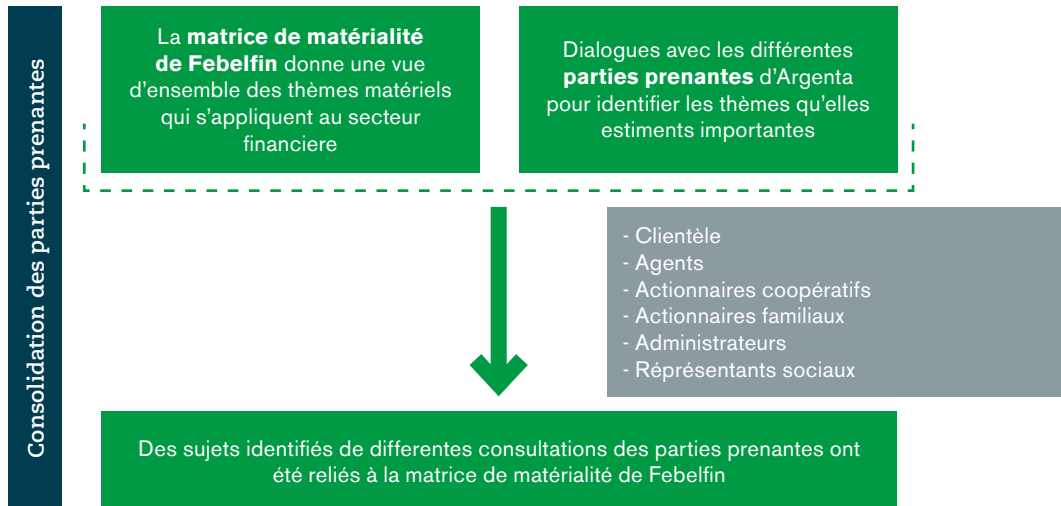 Consolidation des parties prenantes
La matrice de matérialité
de Febelfin donne une vue
d'ensemble des thèmes matériels
qui s'appliquent au secteur
financiere
Dialogues avec les différentes
parties prenantes d'Argenta
pour identifier les thèmes qu'elles
estiments importantes
- Clientèle
- Agents
- Actionnaires coopératifs
- Actionnaires familiaux
- Administrateurs
- Réprésentants sociaux
Des sujets identifiés de differentes consultations des parties prenantes ont
été reliés à la matrice de matérialité de Febelfin